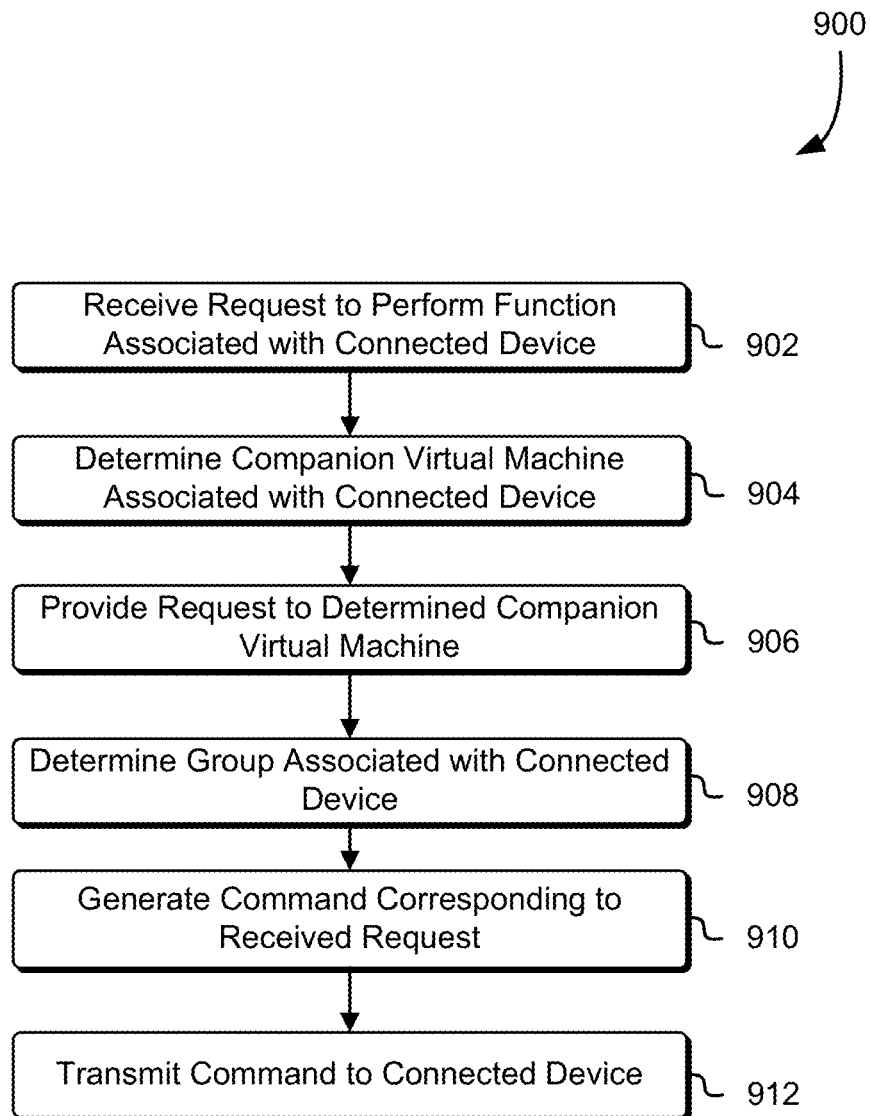 900
Receive Request to Perform Function
Associated with Connected Device
902
Determine Companion Virtual Machine
Associated with Connected Device
904
Provide Request to Determined Companion
Virtual Machine
906
Determine Group Associated with Connected
Device
908
Generate Command Corresponding to
Received Request
910
Transmit Command to Connected Device
912